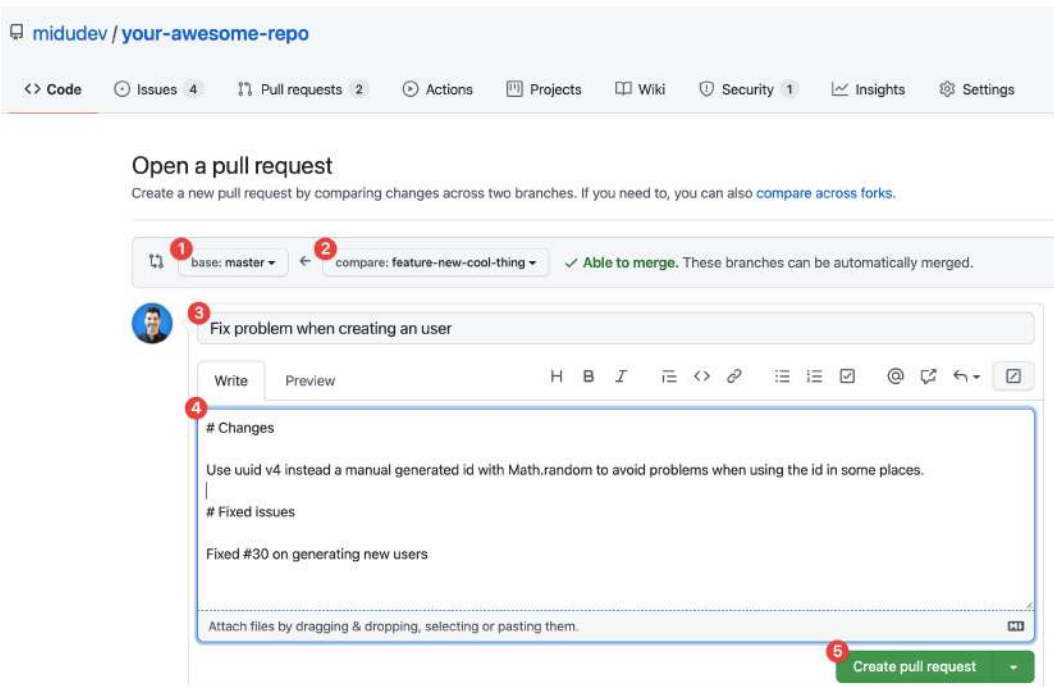 midudev / your-awesome-repo
<> Code Issues 4 Pull requests 2 Actions Projects Wiki Security 1 Insights Settings
Open a pull request
Create a new pull request by comparing changes across two branches. If you need to, you can also compare across forks.
1 base: master ← 2 compare: feature-new-cool-thing ✓ Able to merge. These branches can be automatically merged.
3 Fix problem when creating an user
Write Preview H B I
4
# Changes
Use uuid v4 instead a manual generated id with Math.random to avoid problems when using the id in some places.
# Fixed issues
Fixed #30 on generating new users
Attach files by dragging & dropping, selecting or pasting them.
5 Create pull request